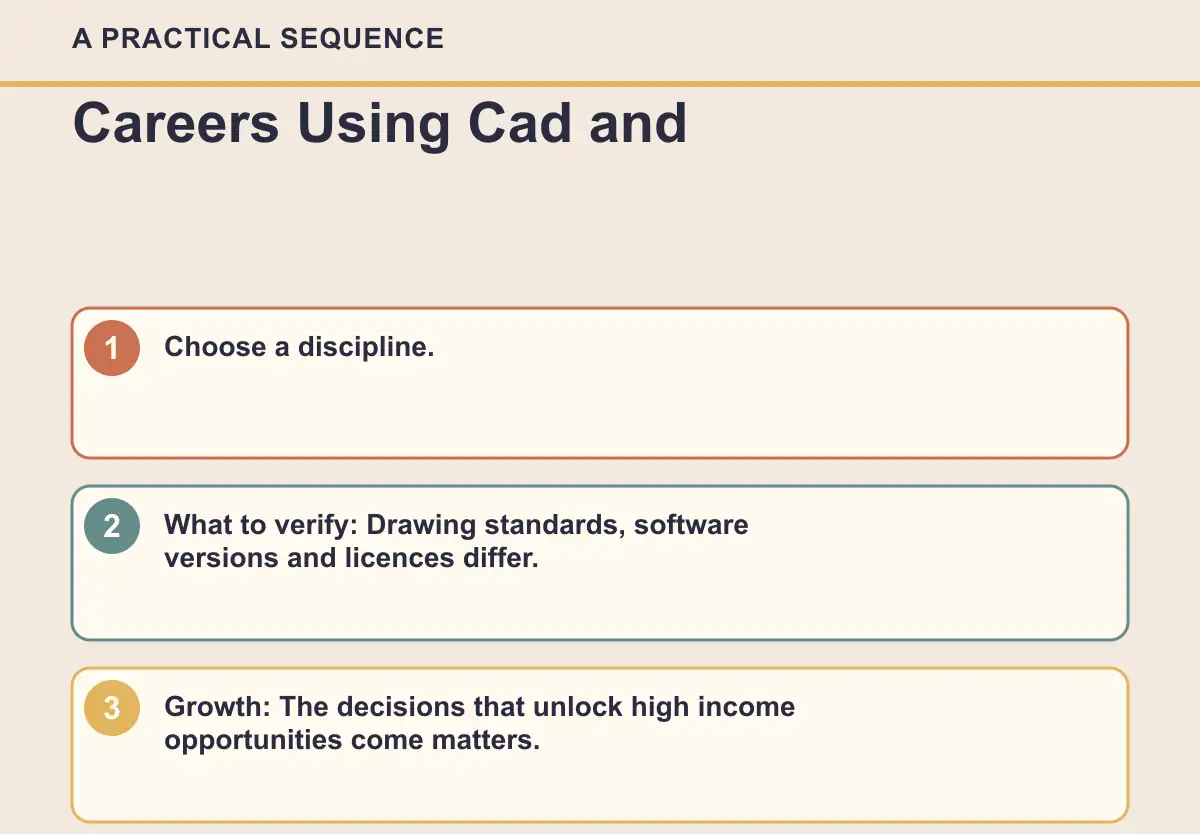 A PRACTICAL SEQUENCE
Careers Using Cad and
1
Choose a discipline.
2
What to verify: Drawing standards, software
versions and licences differ.
3
Growth: The decisions that unlock high income
opportunities come matters.